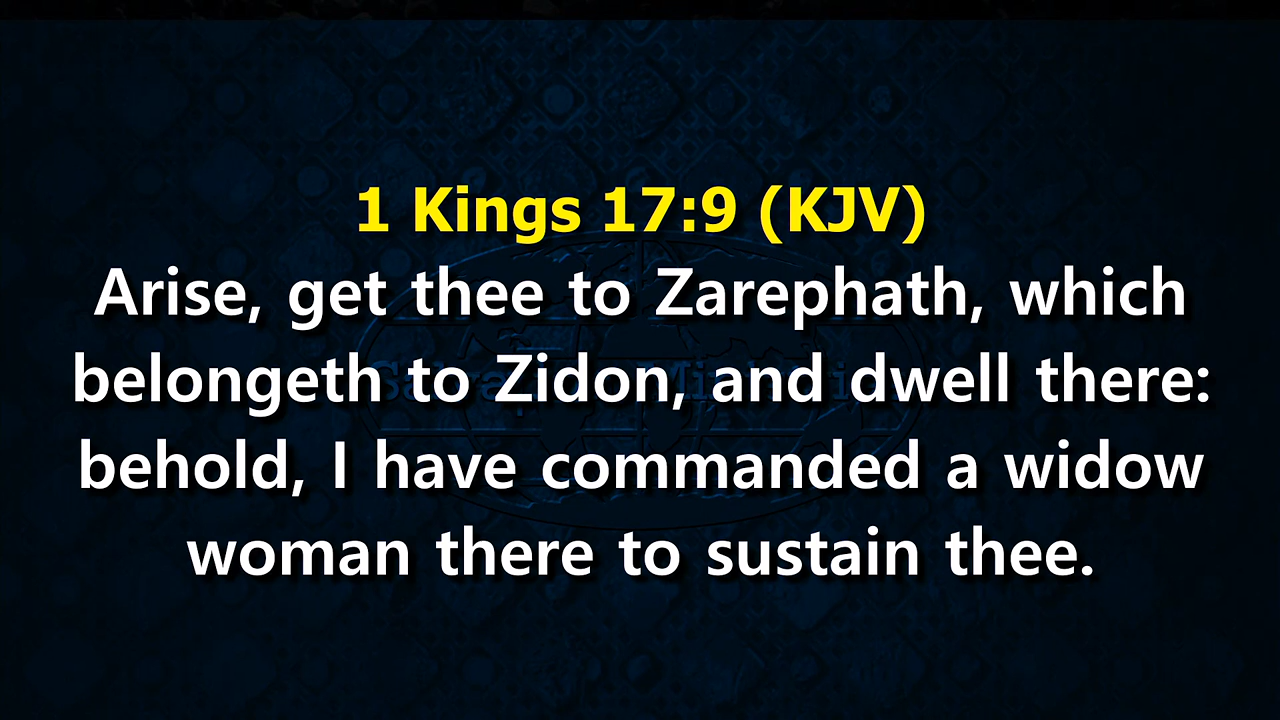 1 Kings 17:9 (KJV)
Arise, get thee to Zarephath, which
belongeth to Zidon, and dwell there:
behold, I have commanded a widow
woman there to sustain thee.